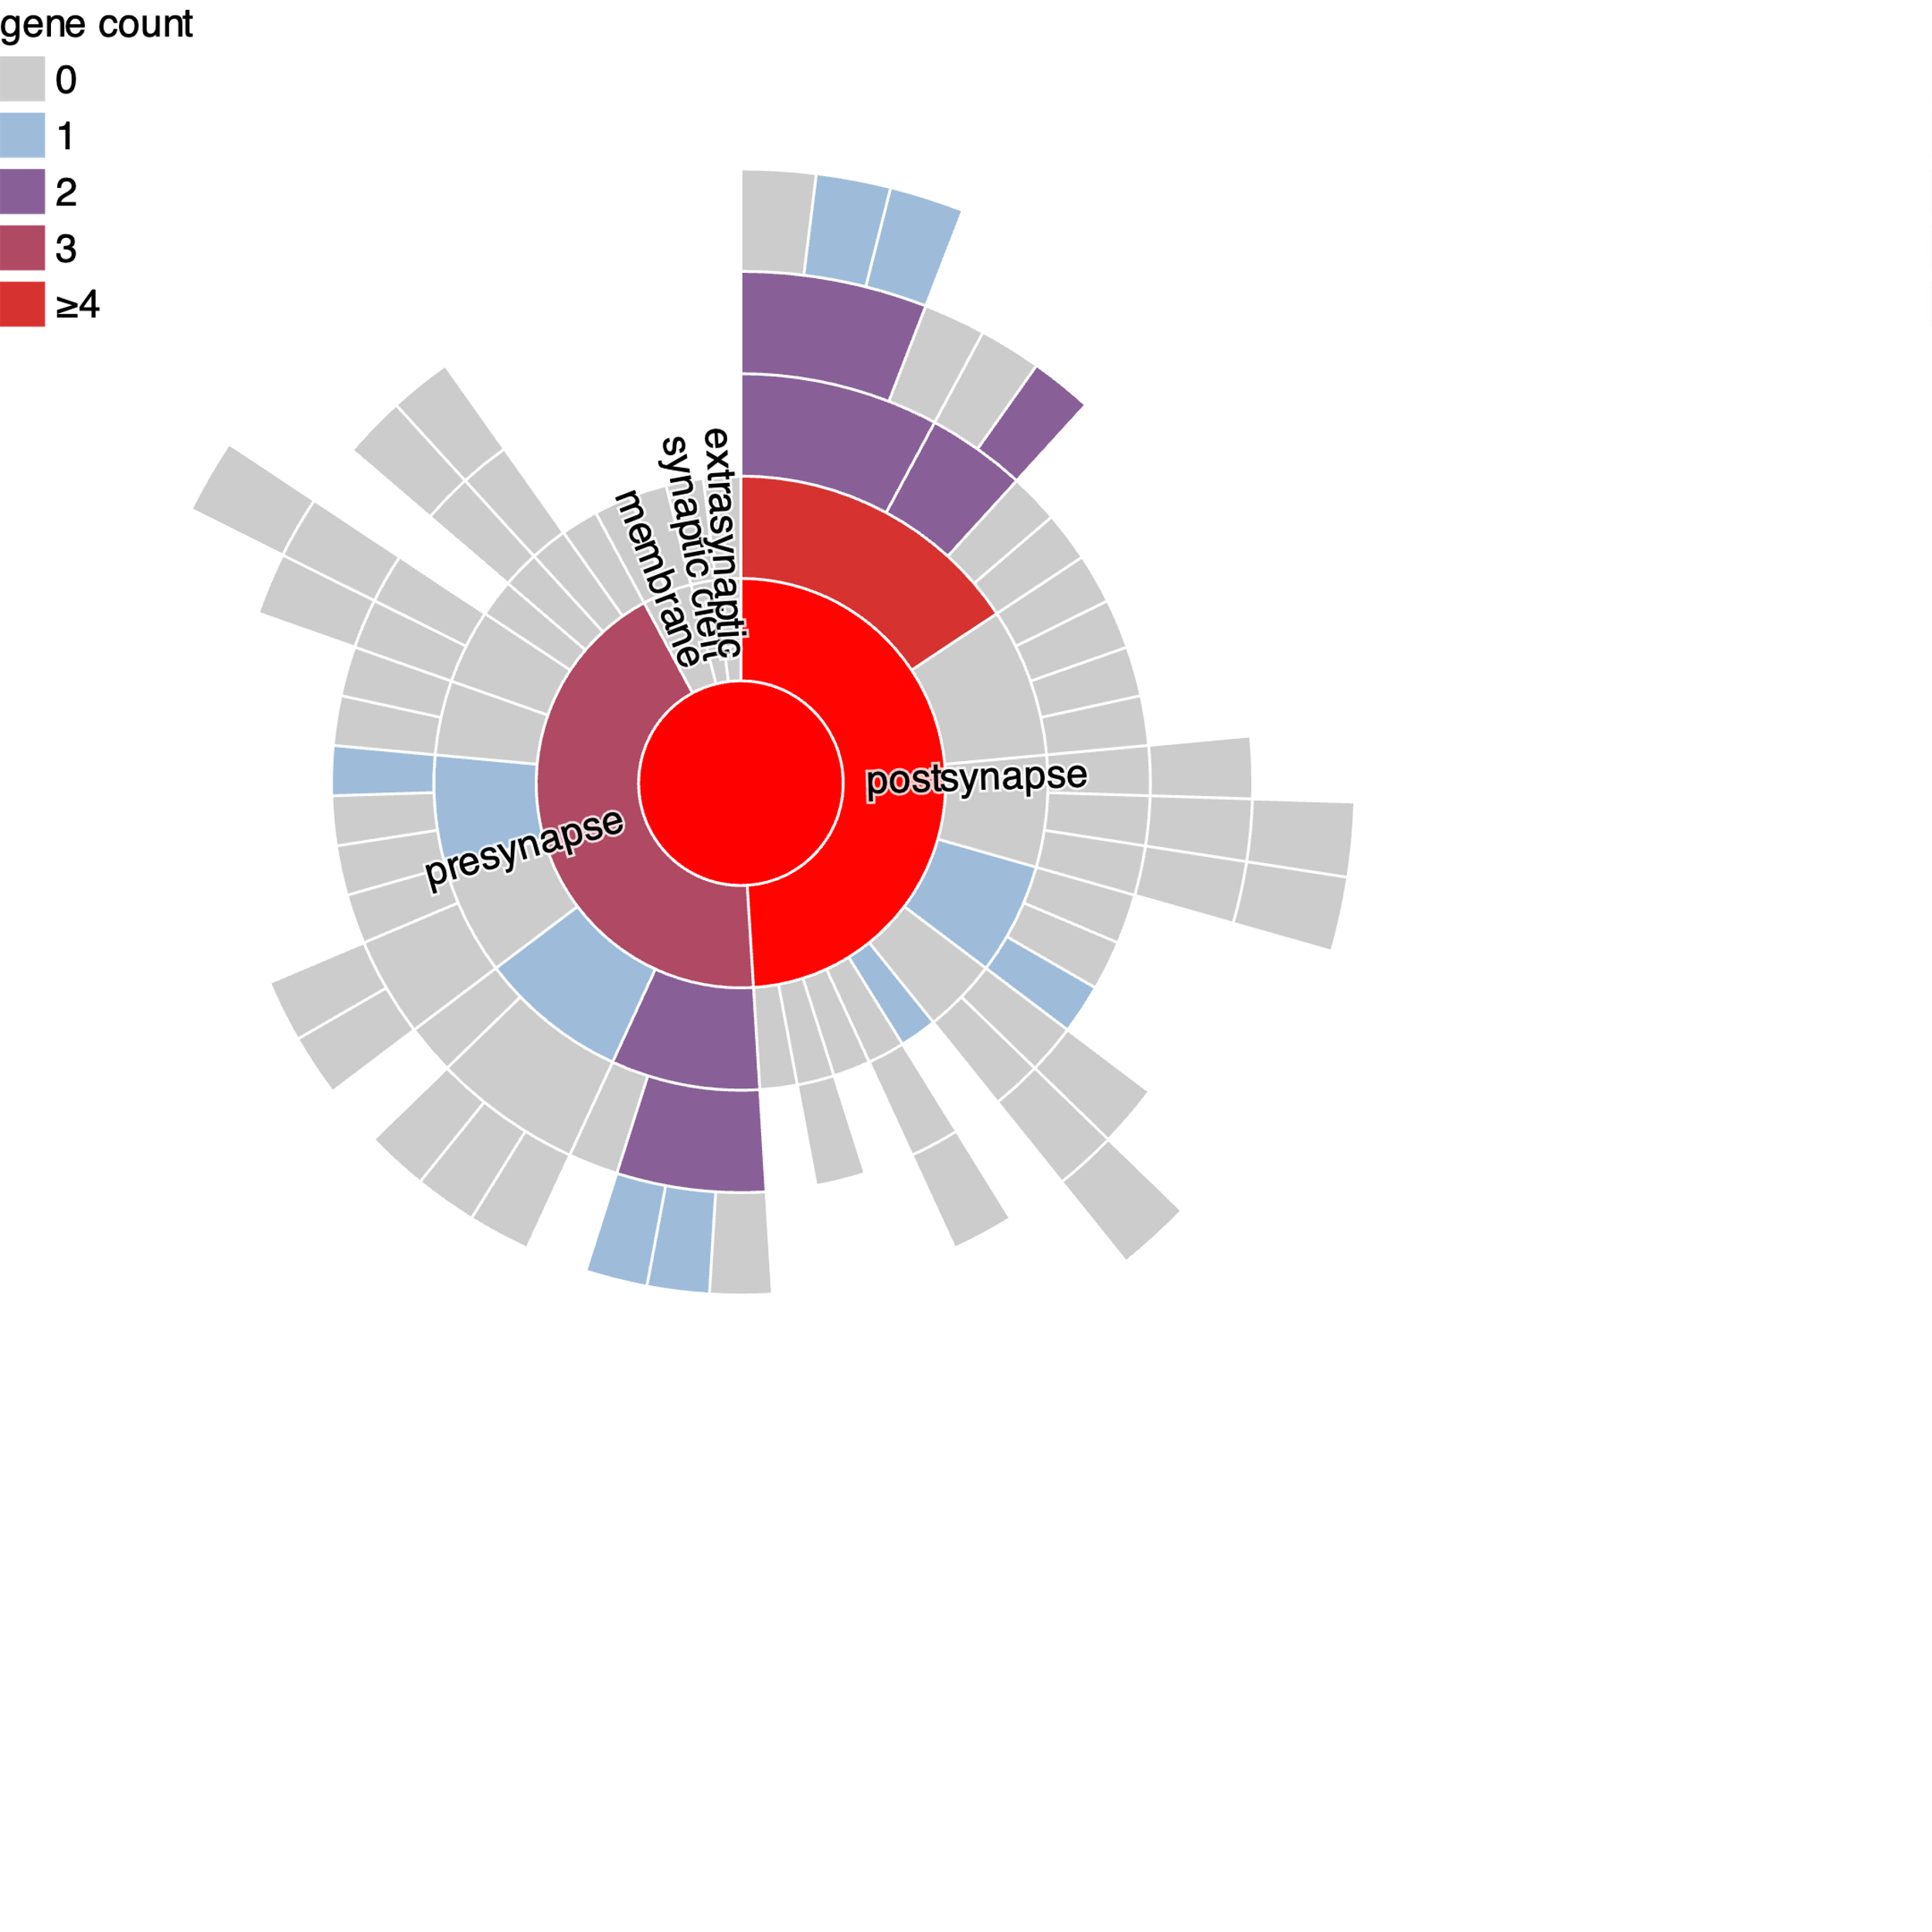 gene count
0
1
2
3
≥4
extrasynaptic
synaptic cleft
membrane
postsynapse
presynapse